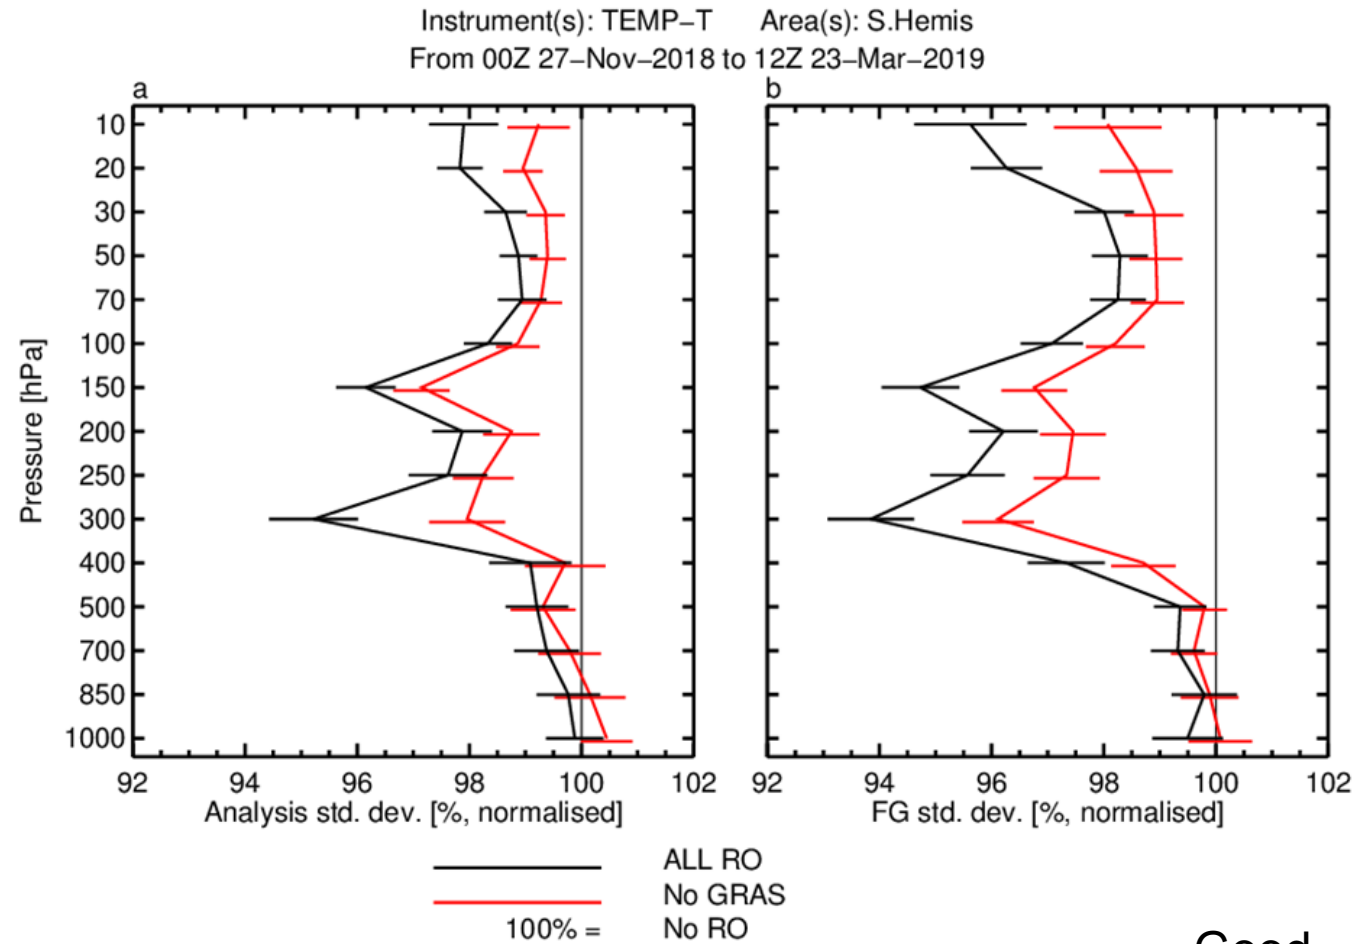 Instrument(s): TEMP−T Area(s): S.Hemis
From 00Z 27−Nov−2018 to 12Z 23−Mar−2019
a b
10
20
30
50
70
100
150
200
250
300
400
500
700
850
1000
Pressure [hPa]
92 94 96 98 100 102 92 94 96 98 100 102
Analysis std. dev. [%, normalised] FG std. dev. [%, normalised]
ALL RO
No GRAS
100% = No RO